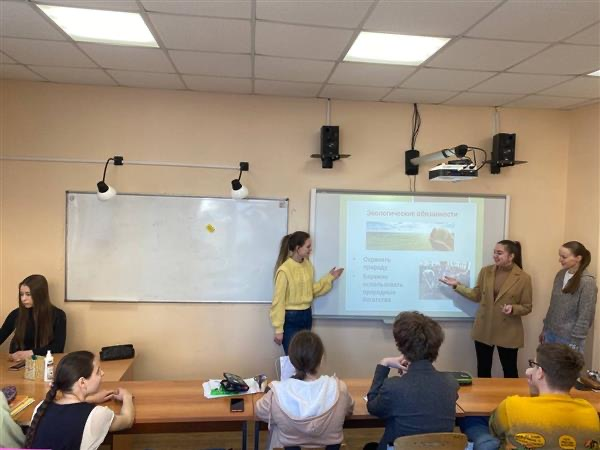 Экологические обязанности
• Охранять
природу
• Бережно
использовать
природные
богатства